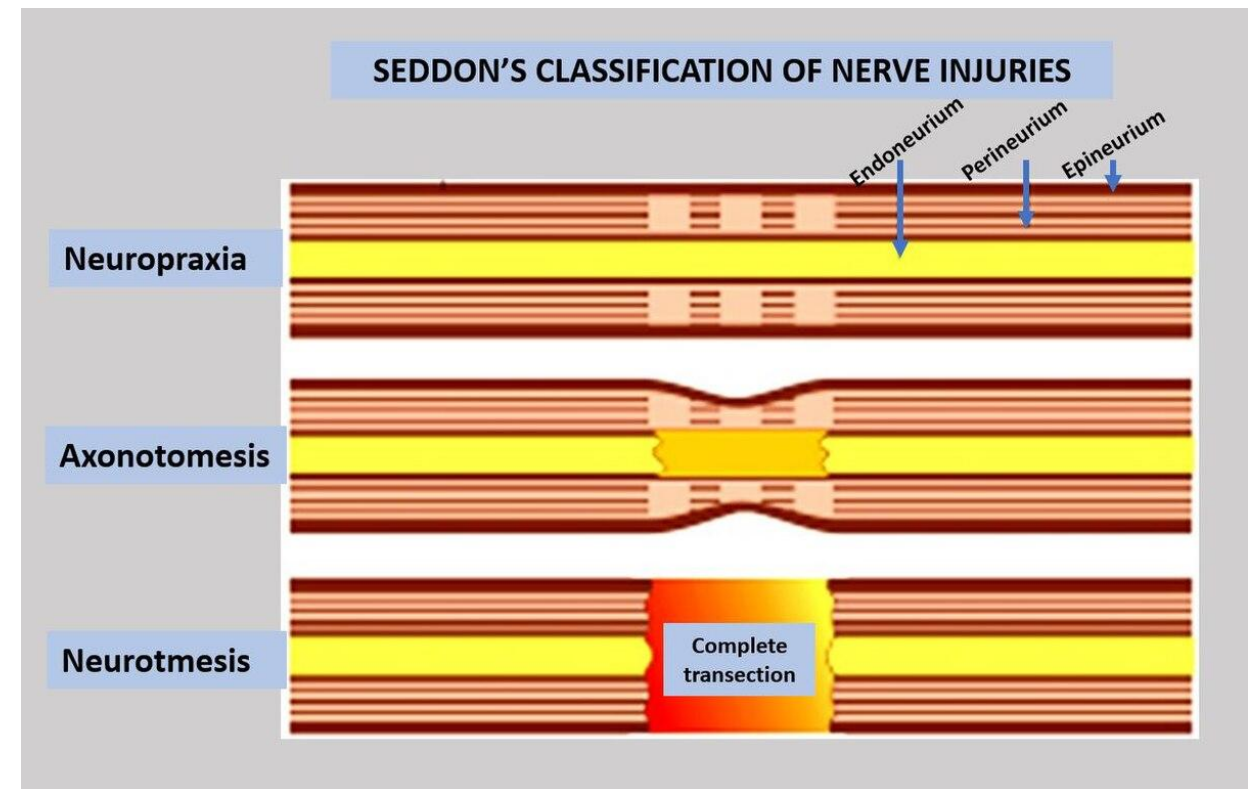 SEDDON’S CLASSIFICATION OF NERVE INJURIES
Endoneurium
Perineurium
Epineurium
Neuropraxia
Axonotomesis
Neurotmesis
Complete
transection